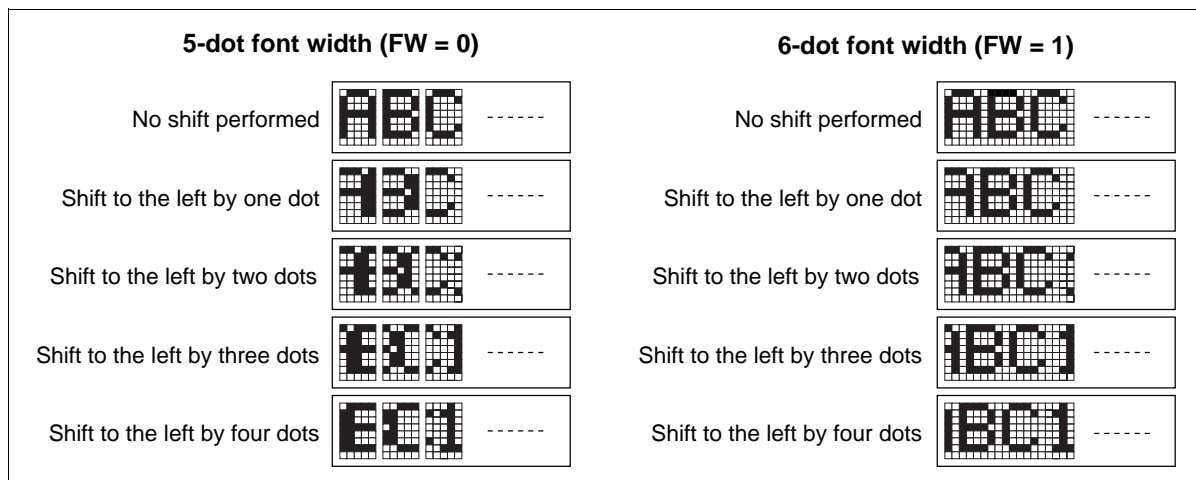 5-dot font width (FW = 0)
No shift performed
ABC ------
Shift to the left by one dot
------
Shift to the left by two dots
------
Shift to the left by three dots
------
Shift to the left by four dots
------
6-dot font width (FW = 1)
No shift performed
ABC ------
Shift to the left by one dot
ABC ------
Shift to the left by two dots
ABC ------
Shift to the left by three dots
BC ------
Shift to the left by four dots
BC1 ------